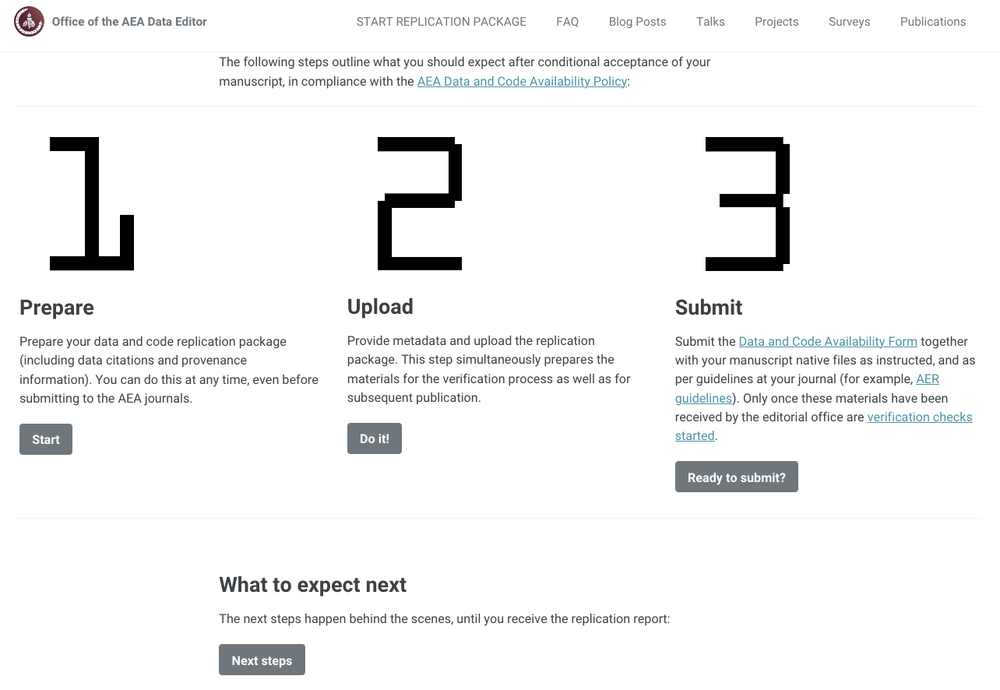 Office of the AEA Data Editor
START REPLICATION PACKAGE FAQ Blog Posts Talks Projects Surveys Publications
The following steps outline what you should expect after conditional acceptance of your
manuscript, in compliance with the AEA Data and Code Availability Policy:
1
Prepare
Prepare your data and code replication package
(including data citations and provenance
information). You can do this at any time, even before
submitting to the AEA journals.
Start
2
Upload
Provide metadata and upload the replication
package. This step simultaneously prepares the
materials for the verification process as well as for
subsequent publication.
Do it!
3
Submit
Submit the Data and Code Availability Form together
with your manuscript native files as instructed, and as
per guidelines at your journal (for example, AER
guidelines). Only once these materials have been
received by the editorial office are verification checks
started.
Ready to submit?
What to expect next
The next steps happen behind the scenes, until you receive the replication report:
Next steps